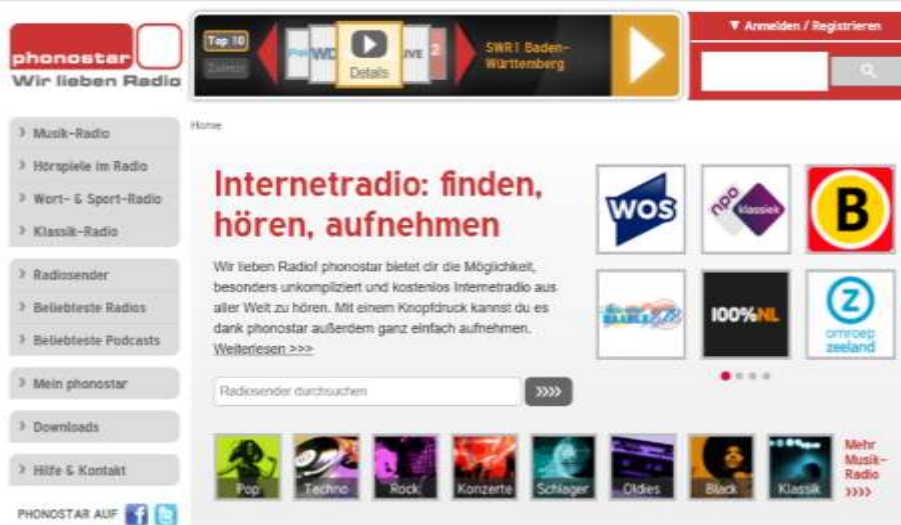 phonostar
Wir lieben Radio
Top 10
WD
Details
IVE
2
SWR1 Baden-
Württemberg
▼ Anmelden / Registrieren
Home
Musik-Radio
Hörspiele im Radio
Wort- & Sport-Radio
Klassik-Radio
Radiosender
Beliebteste Radios
Beliebteste Podcasts
Mein phonostar
Downloads
Hilfe & Kontakt
PHONOSTAR AUF
Internetradio: finden,
hören, aufnehmen
Wir lieben Radio! phonostar bietet dir die Möglichkeit,
besonders unkompliziert und kostenlos Internetradio aus
aller Welt zu hören. Mit einem Knopfdruck kannst du es
dank phonostar außerdem ganz einfach aufnehmen.
Weiterlesen >>>
Radiosender durchsuchen
WOS
npo klassiek
B
100%NL
Z
omroep
zeeland
Pop
Techno
Rock
Konzerte
Schlager
Oldies
Black
Klassik
Mehr
Musik-
Radio